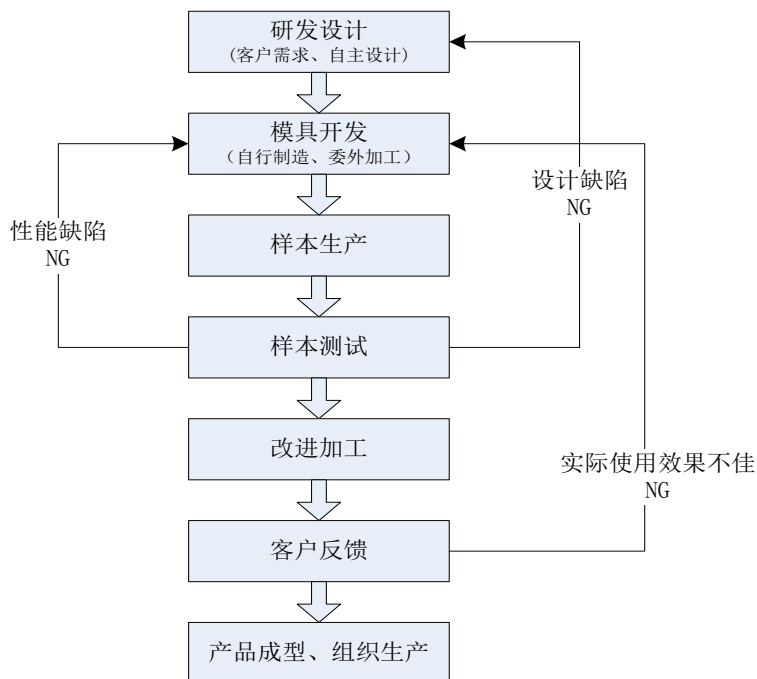 研发设计
(客户需求、自主设计)
模具开发
（自行制造、委外加工）
设计缺陷
NG
性能缺陷
NG
样本生产
样本测试
改进加工
实际使用效果不佳
NG
客户反馈
产品成型、组织生产